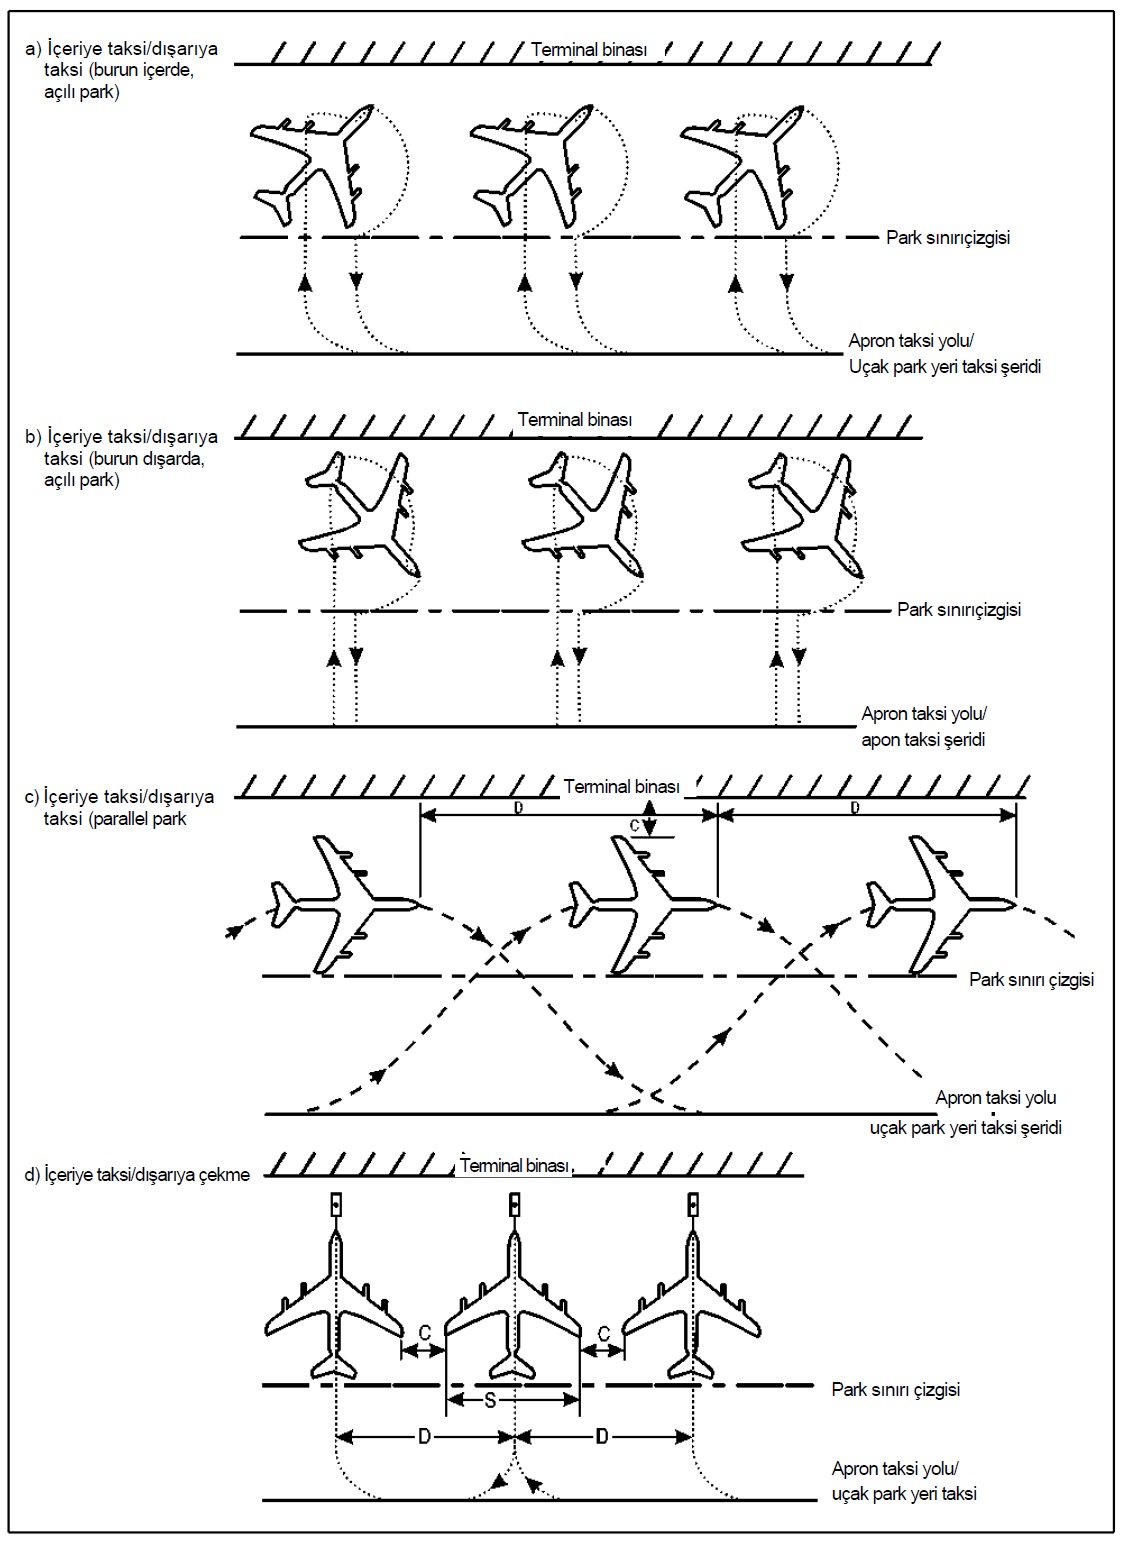 a) İçeriye taksi/dışarıya
taksi (burun içerde,
açılı park)
Terminal binası
Park sınırıçizgisi
Apron taksi yolu/
Uçak park yeri taksi şeridi
b) İçeriye taksi/dışarıya
taksi (burun dışarda,
açılı park)
Terminal binası
Park sınırıçizgisi
Apron taksi yolu/
apon taksi şeridi
c) İçeriye taksi/dışarıya
taksi (parallel park
Terminal binası
D
D
C
Park sınırı çizgisi
Apron taksi yolu
uçak park yeri taksi şeridi
d) İçeriye taksi/dışarıya çekme
Terminal binası
C
C
S
Park sınırı çizgisi
D
D
Apron taksi yolu/
uçak park yeri taksi